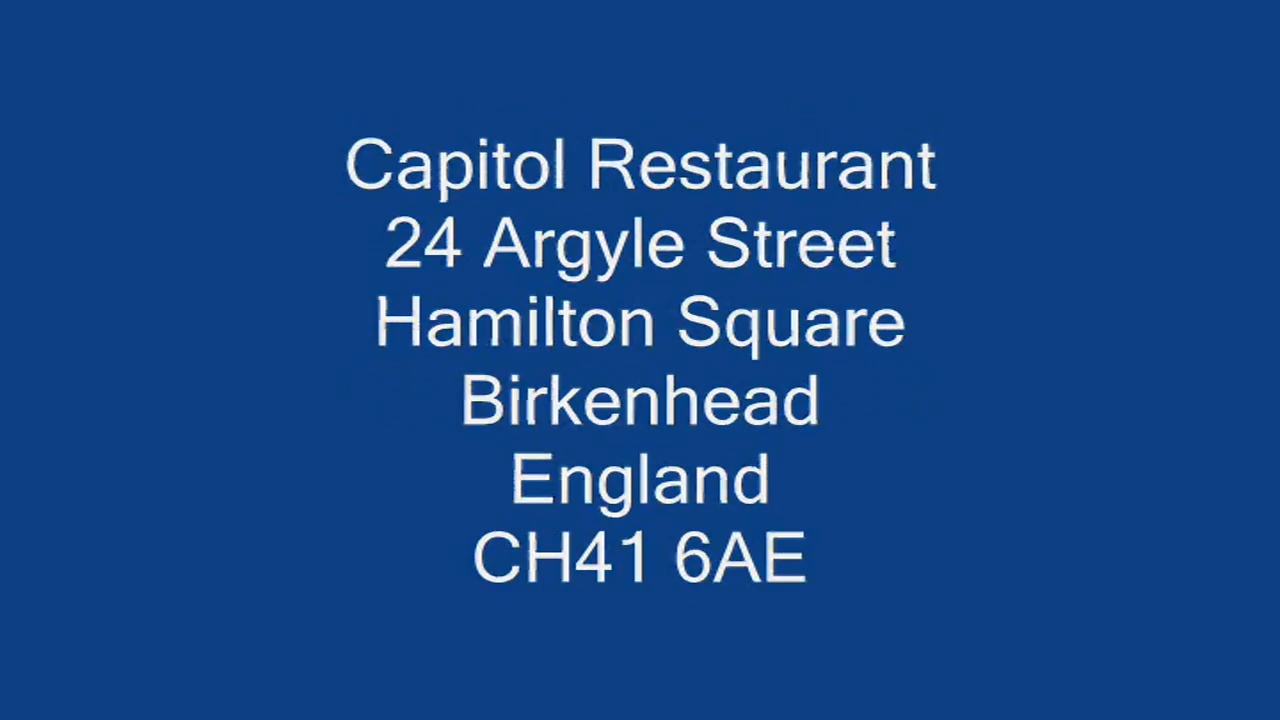 Capitol Restaurant
24 Argyle Street
Hamilton Square
Birkenhead
England
CH41 6AE